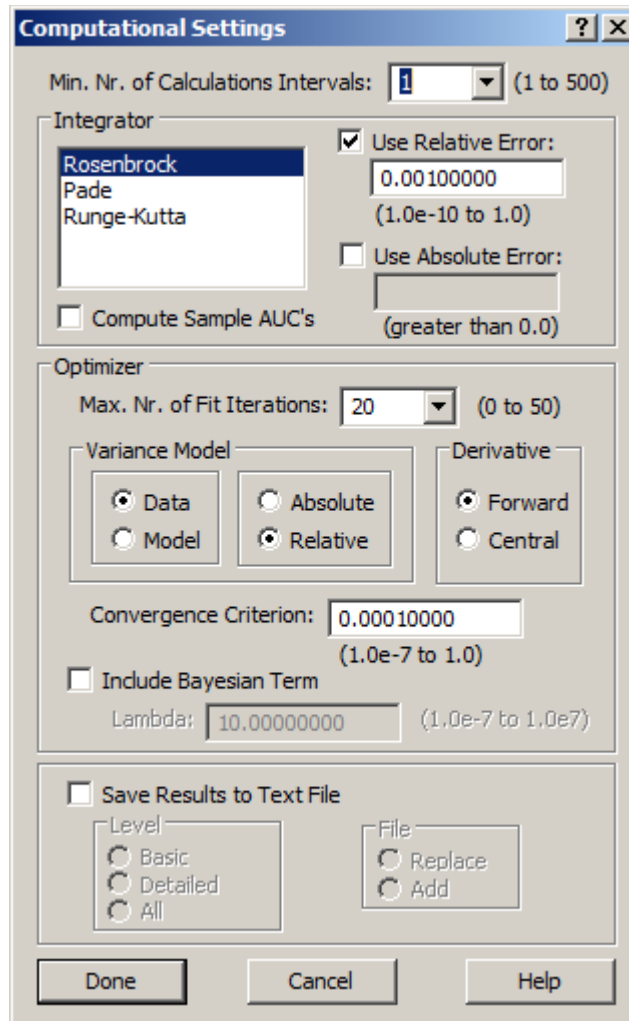 Computational Settings
Min. Nr. of Calculations Intervals: 1 (1 to 500)
Integrator
Rosenbrock
Pade
Runge-Kutta
Use Relative Error:
0.00100000
(1.0e-10 to 1.0)
Use Absolute Error:
(greater than 0.0)
Compute Sample AUC's
Optimizer
Max. Nr. of Fit Iterations: 20 (0 to 50)
Variance Model
Data
Model
Absolute
Relative
Derivative
Forward
Central
Convergence Criterion: 0.00010000
(1.0e-7 to 1.0)
Include Bayesian Term
Lambda: 10.00000000 (1.0e-7 to 1.0e7)
Save Results to Text File
Level
Basic
Detailed
All
File
Replace
Add
Done Cancel Help